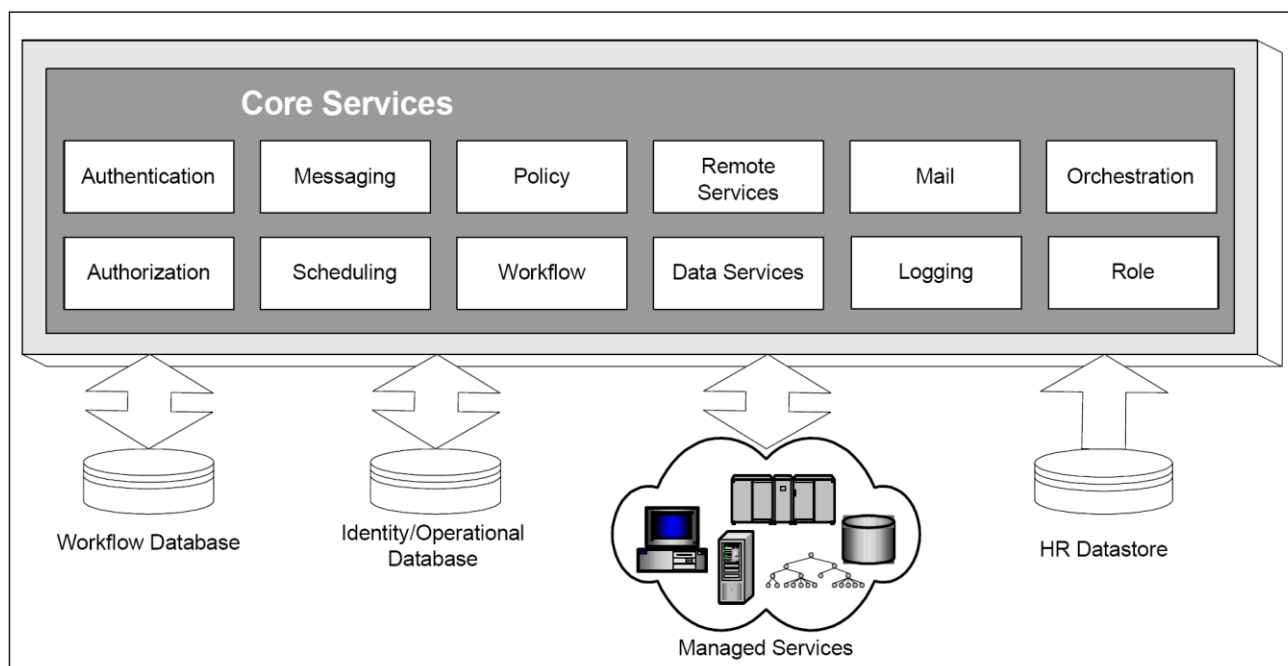 Core Services
Authentication
Messaging
Policy
Remote
Services
Mail
Orchestration
Authorization
Scheduling
Workflow
Data Services
Logging
Role
Workflow Database
Identity/Operational
Database
Managed Services
HR Datastore